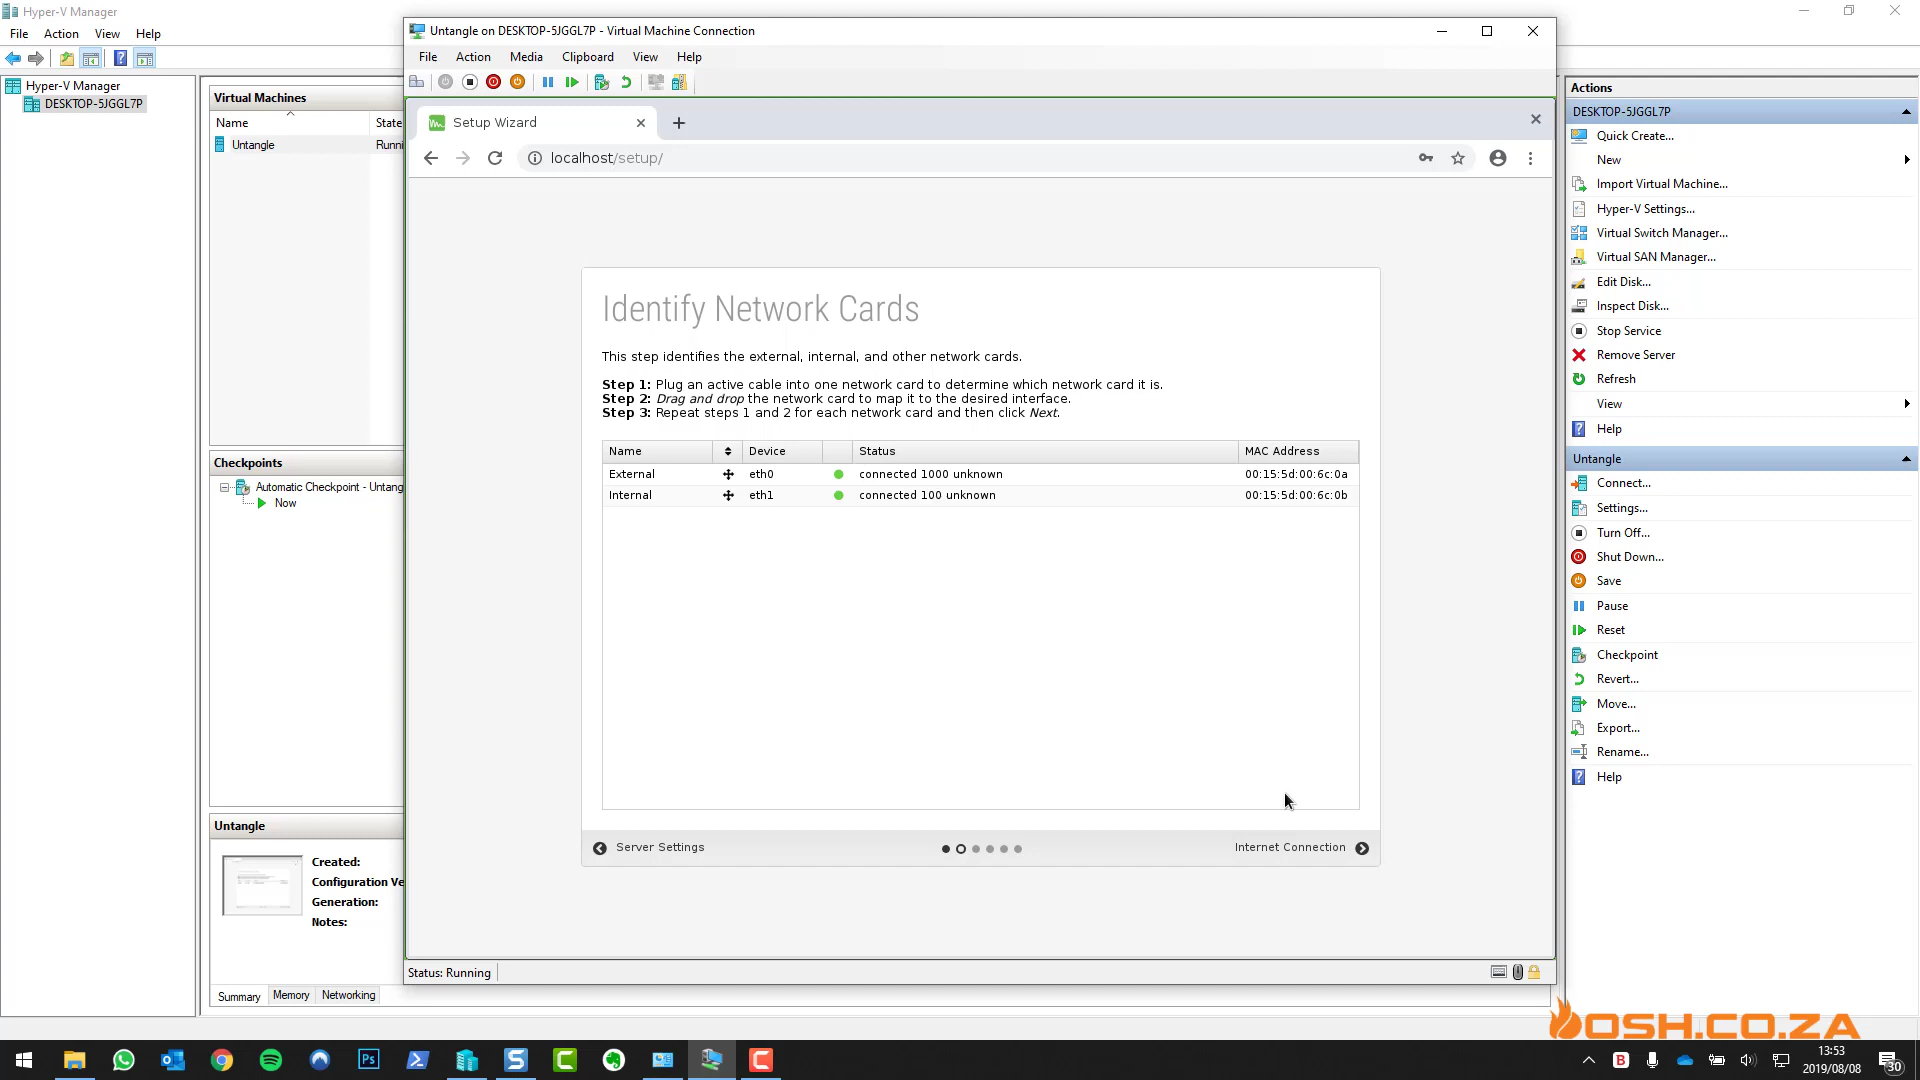 Hyper-V Manager
File Action View Help
Hyper-V Manager
DESKTOP-5JGGL7P
Virtual Machines
Name State
Untangle Runni
Checkpoints
Automatic Checkpoint - Untang
Now
Untangle
Created:
Configuration Ve
Generation:
Notes:
Summary Memory Networking
Untangle on DESKTOP-5JGGL7P - Virtual Machine Connection
File Action Media Clipboard View Help
Setup Wizard
localhost/setup/
Identify Network Cards
This step identifies the external, internal, and other network cards.
Step 1: Plug an active cable into one network card to determine which network card it is.
Step 2: Drag and drop the network card to map it to the desired interface.
Step 3: Repeat steps 1 and 2 for each network card and then click Next.
Name Device Status MAC Address
External eth0 connected 1000 unknown 00:15:5d:00:6c:0a
Internal eth1 connected 100 unknown 00:15:5d:00:6c:0b
Server Settings Internet Connection
Status: Running
Actions
DESKTOP-5JGGL7P
Quick Create...
New
Import Virtual Machine...
Hyper-V Settings...
Virtual Switch Manager...
Virtual SAN Manager...
Edit Disk...
Inspect Disk...
Stop Service
Remove Server
Refresh
View
Help
Untangle
Connect...
Settings...
Turn Off...
Shut Down...
Save
Pause
Reset
Checkpoint
Revert...
Move...
Export...
Rename...
Help
OSH.CO.ZA
Ps
S
C
C
B
13:53
2019/08/08
30